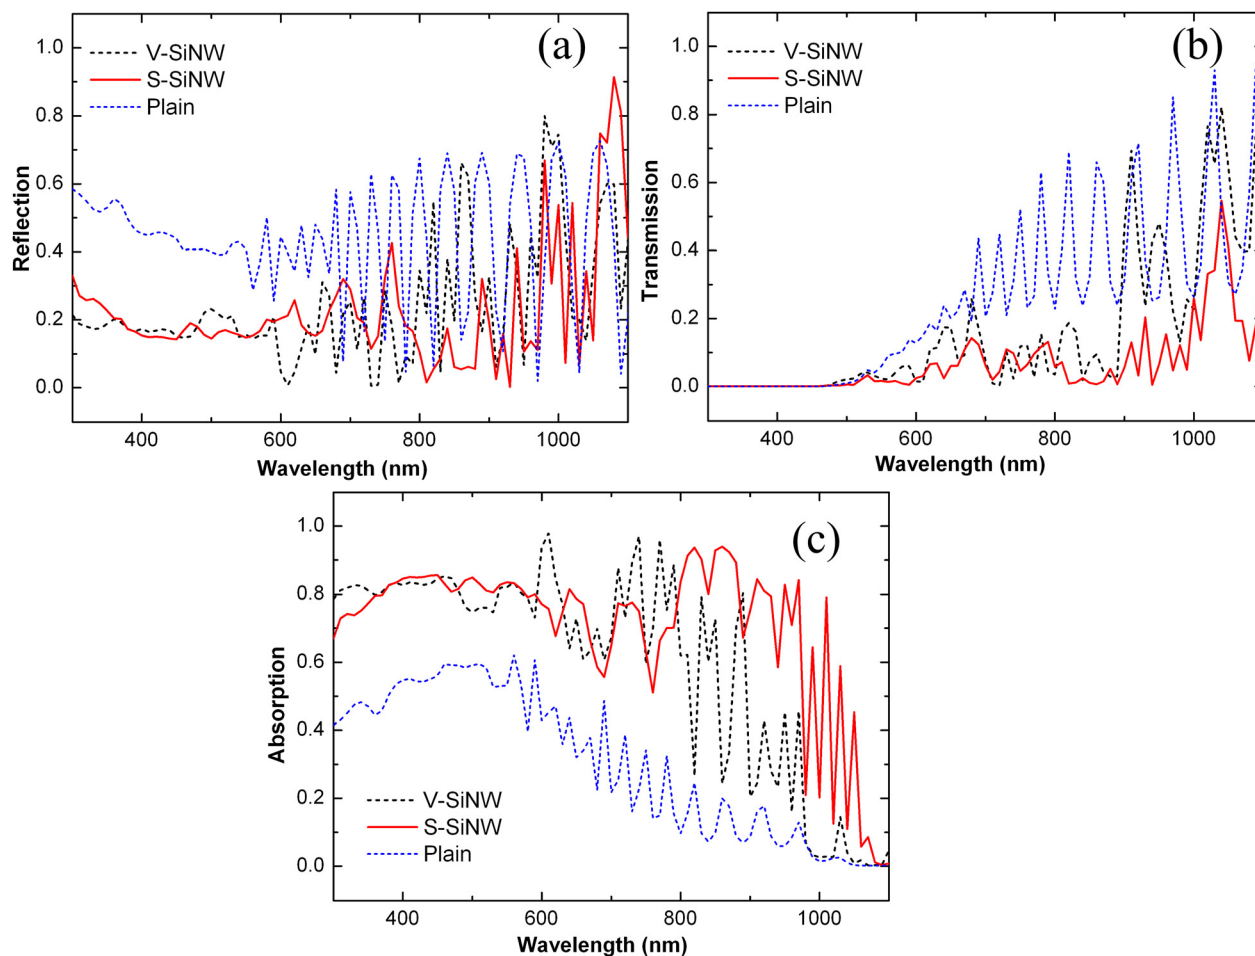 (a)
V-SiNW
S-SiNW
Plain
1.0
0.8
0.6
0.4
0.2
0.0
Reflection
400 600 800 1000
Wavelength (nm)
(b)
V-SiNW
S-SiNW
Plain
1.0
0.8
0.6
0.4
0.2
0.0
Transmission
400 600 800 1000
Wavelength (nm)
(c)
1.0
0.8
0.6
0.4
0.2
0.0
Absorption
V-SiNW
S-SiNW
Plain
400 600 800 1000
Wavelength (nm)